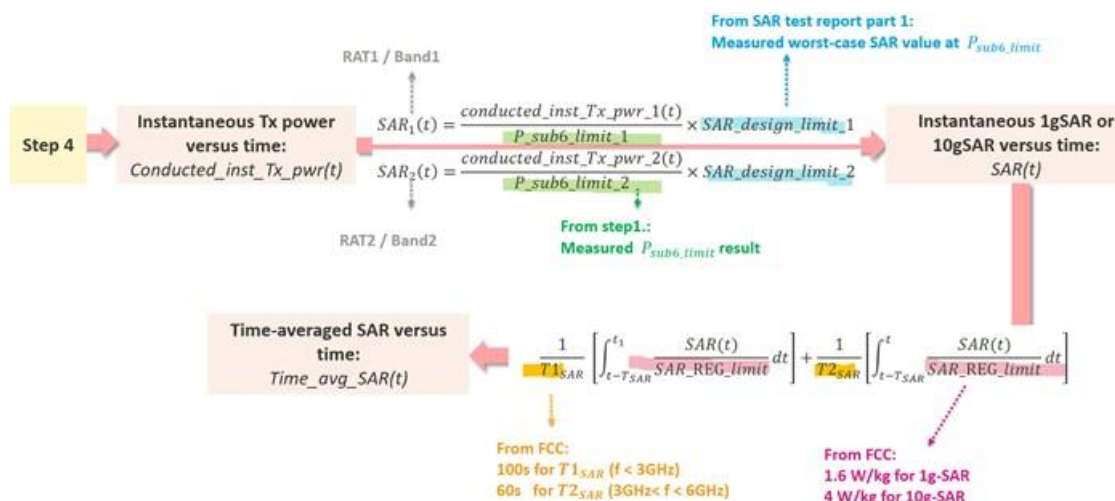 From SAR test report part 1:
Measured worst-case SAR value at P_sub6_limit
RAT1 / Band1
Step 4
Instantaneous Tx power
versus time:
Conducted_inst_Tx_pwr(t)
SAR₁(t) = conducted_inst_Tx_pwr_1(t) / P_sub6_limit_1 × SAR_design_limit_1
SAR₂(t) = conducted_inst_Tx_pwr_2(t) / P_sub6_limit_2 × SAR_design_limit_2
Instantaneous 1gSAR or
10gSAR versus time:
SAR(t)
RAT2 / Band2
From step1.:
Measured P_sub6_limit result
Time-averaged SAR versus
time:
Time_avg_SAR(t)
1/T1_SAR [∫_{t−T_SAR}^{t₁} SAR(t)/SAR_REG_limit dt] + 1/T2_SAR [∫_{t−T_SAR}^{t} SAR(t)/SAR_REG_limit dt]
From FCC:
100s for T1_SAR (f < 3GHz)
60s for T2_SAR (3GHz< f < 6GHz)
From FCC:
1.6 W/kg for 1g-SAR
4 W/kg for 10g-SAR